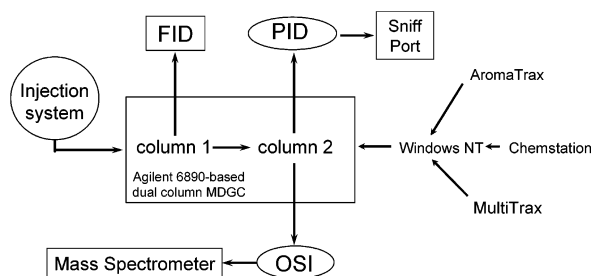 FID
PID
Sniff
Port
Injection
system
AromaTrax
column 1
column 2
Windows NT
Chemstation
Agilent 6890-based
dual column MDGC
MultiTrax
Mass Spectrometer
OSI